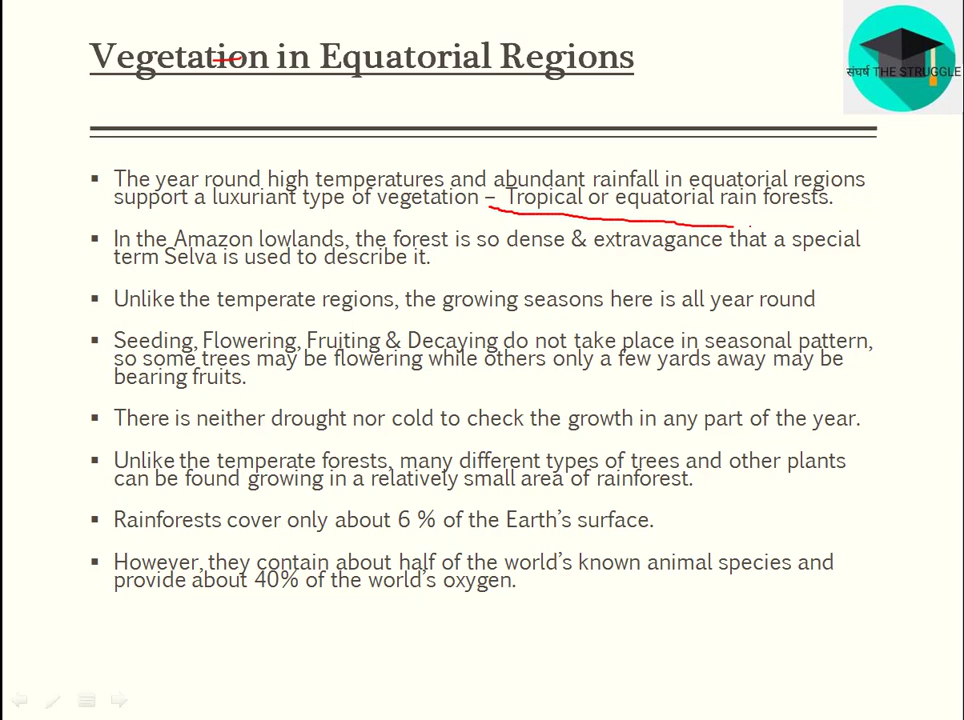 Vegetation in Equatorial Regions
संघर्ष THE STRUGGLE
▪ The year round high temperatures and abundant rainfall in equatorial regions
support a luxuriant type of vegetation – Tropical or equatorial rain forests.
▪ In the Amazon lowlands, the forest is so dense & extravagance that a special
term Selva is used to describe it.
▪ Unlike the temperate regions, the growing seasons here is all year round
▪ Seeding, Flowering, Fruiting & Decaying do not take place in seasonal pattern,
so some trees may be flowering while others only a few yards away may be
bearing fruits.
▪ There is neither drought nor cold to check the growth in any part of the year.
▪ Unlike the temperate forests, many different types of trees and other plants
can be found growing in a relatively small area of rainforest.
▪ Rainforests cover only about 6 % of the Earth’s surface.
▪ However, they contain about half of the world’s known animal species and
provide about 40% of the world’s oxygen.